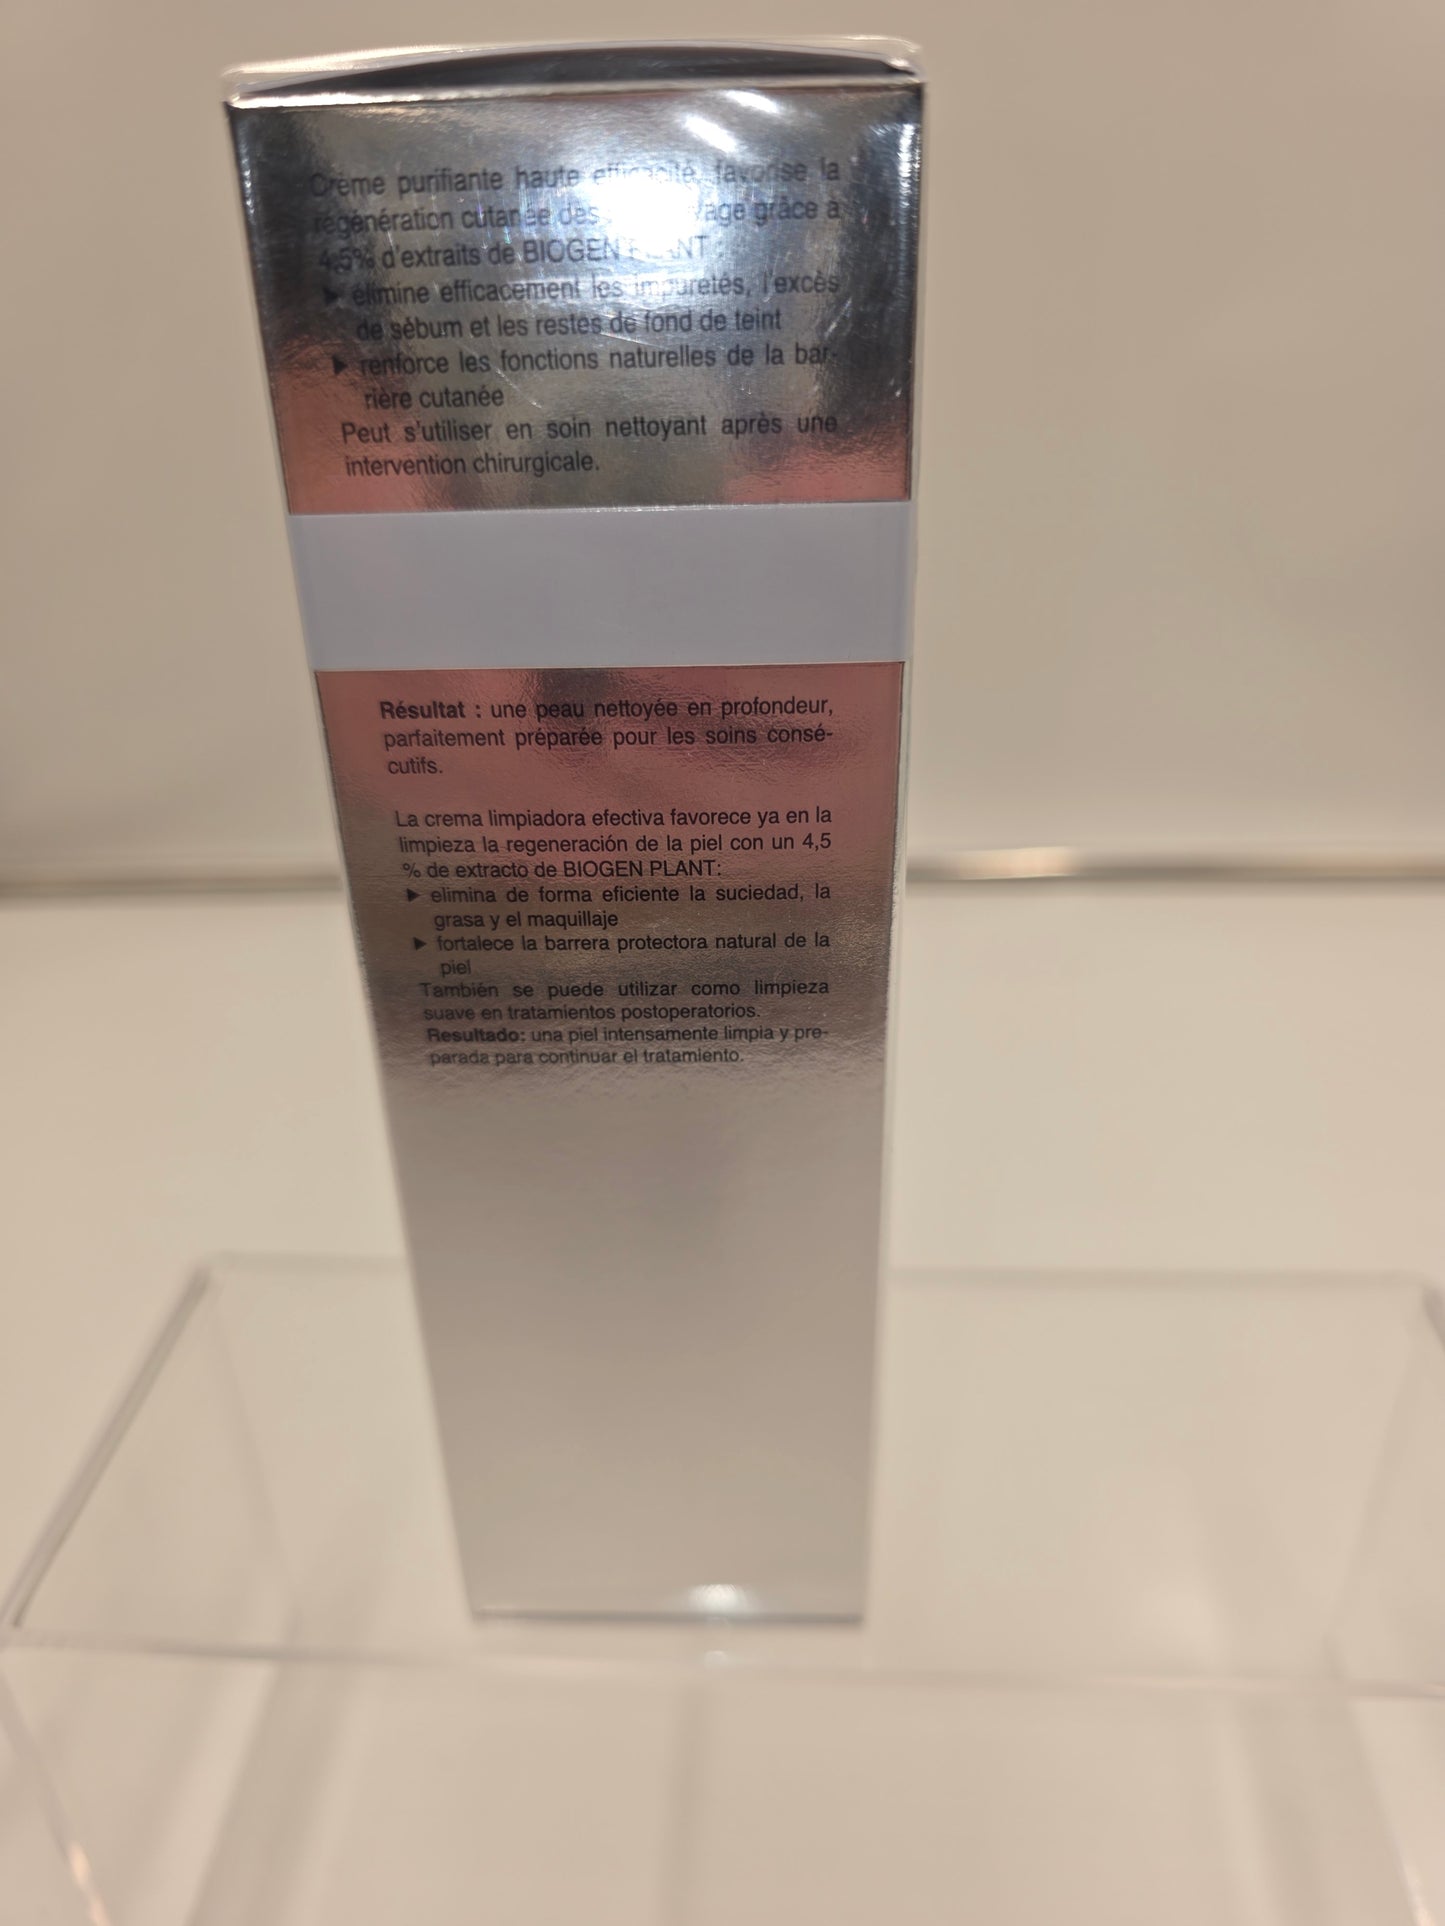 Crème purifiante haute efficacité, favorise la
régénération cutanée des grâce à
4,5% d'extraits de BIOGEN PLANT :
► élimine efficacement les impuretés, l'excès
de sébum et les restes de fond de teint
► renforce les fonctions naturelles de la bar-
rière cutanée
Peut s'utiliser en soin nettoyant après une
intervention chirurgicale.
Résultat : une peau nettoyée en profondeur,
parfaitement préparée pour les soins consé-
cutifs.
La crema limpiadora efectiva favorece ya en la
limpieza la regeneración de la piel con un 4,5
% de extracto de BIOGEN PLANT:
► elimina de forma eficiente la suciedad, la
grasa y el maquillaje
► fortalece la barrera protectora natural de la
piel
También se puede utilizar como limpieza
suave en tratamientos postoperatorios.
Resultado: una piel intensamente limpia y pre-
parada para continuar el tratamiento.